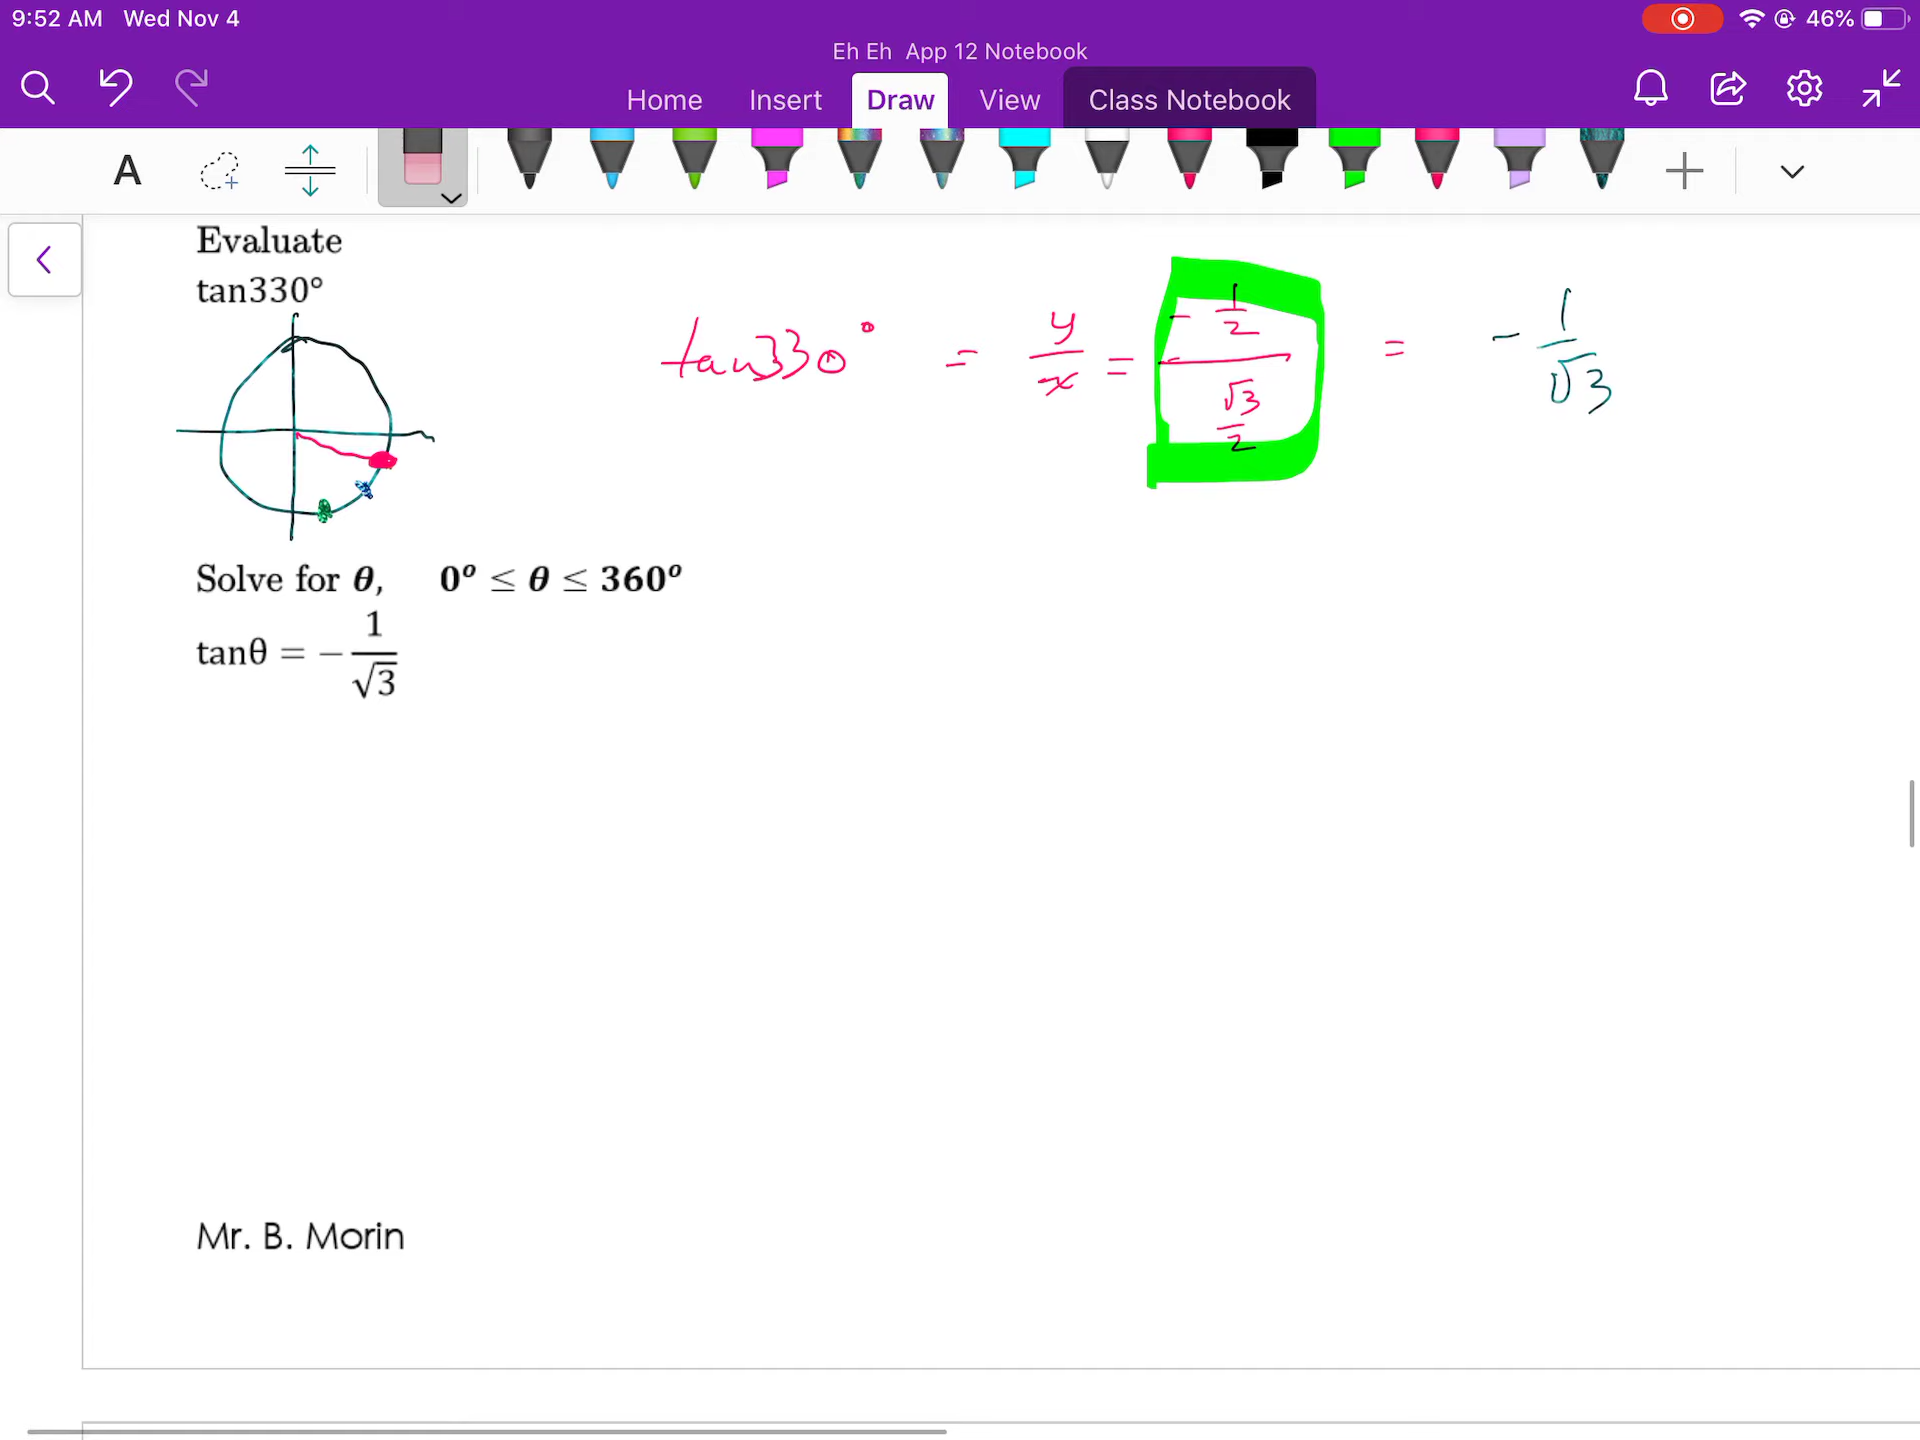 9:52 AM Wed Nov 4 46%
Eh Eh App 12 Notebook
Home Insert Draw View Class Notebook
A
Evaluate
tan330°
tan330° = y/x = (-1/2)/(√3/2) = -1/√3
Solve for θ, 0° ≤ θ ≤ 360°
tanθ = -1/√3
Mr. B. Morin